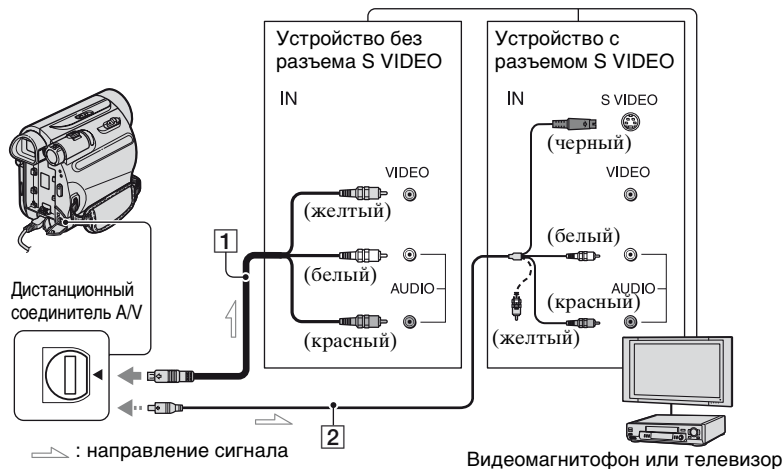 Устройство без
разъема S VIDEO
IN
VIDEO
(желтый)
(белый)
AUDIO
(красный)
Устройство с
разъемом S VIDEO
IN
S VIDEO
(черный)
VIDEO
(белый)
AUDIO
(красный)
(желтый)
1
Дистанционный
соединитель A/V
2
: направление сигнала
Видеомагнитофон или телевизор